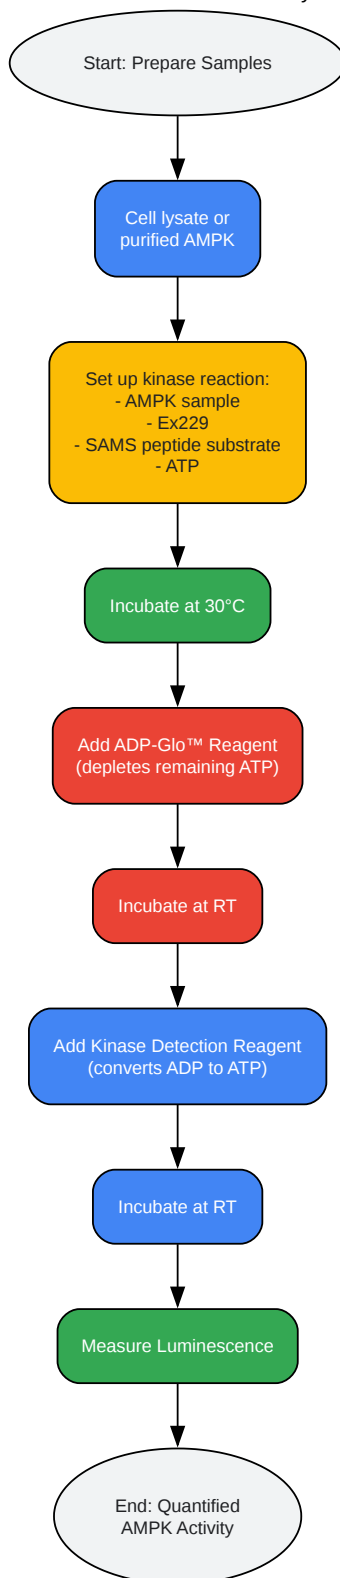 Start: Prepare Samples
Cell lysate or
purified AMPK
Set up kinase reaction:
- AMPK sample
- Ex229
- SAMS peptide substrate
- ATP
Incubate at 30°C
Add ADP-Glo™ Reagent
(depletes remaining ATP)
Incubate at RT
Add Kinase Detection Reagent
(converts ADP to ATP)
Incubate at RT
Measure Luminescence
End: Quantified
AMPK Activity